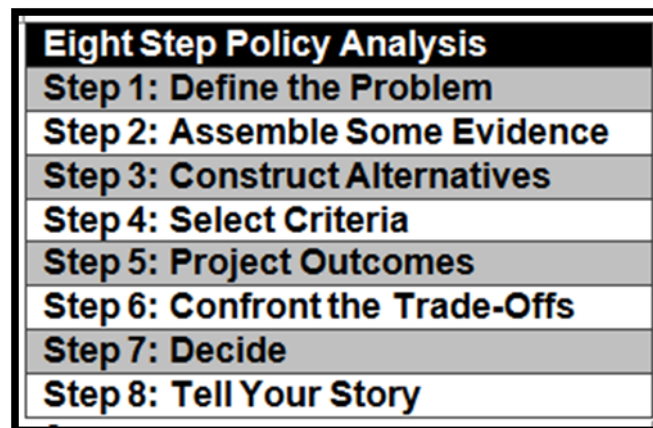 Eight Step Policy Analysis
Step 1: Define the Problem
Step 2: Assemble Some Evidence
Step 3: Construct Alternatives
Step 4: Select Criteria
Step 5: Project Outcomes
Step 6: Confront the Trade-Offs
Step 7: Decide
Step 8: Tell Your Story